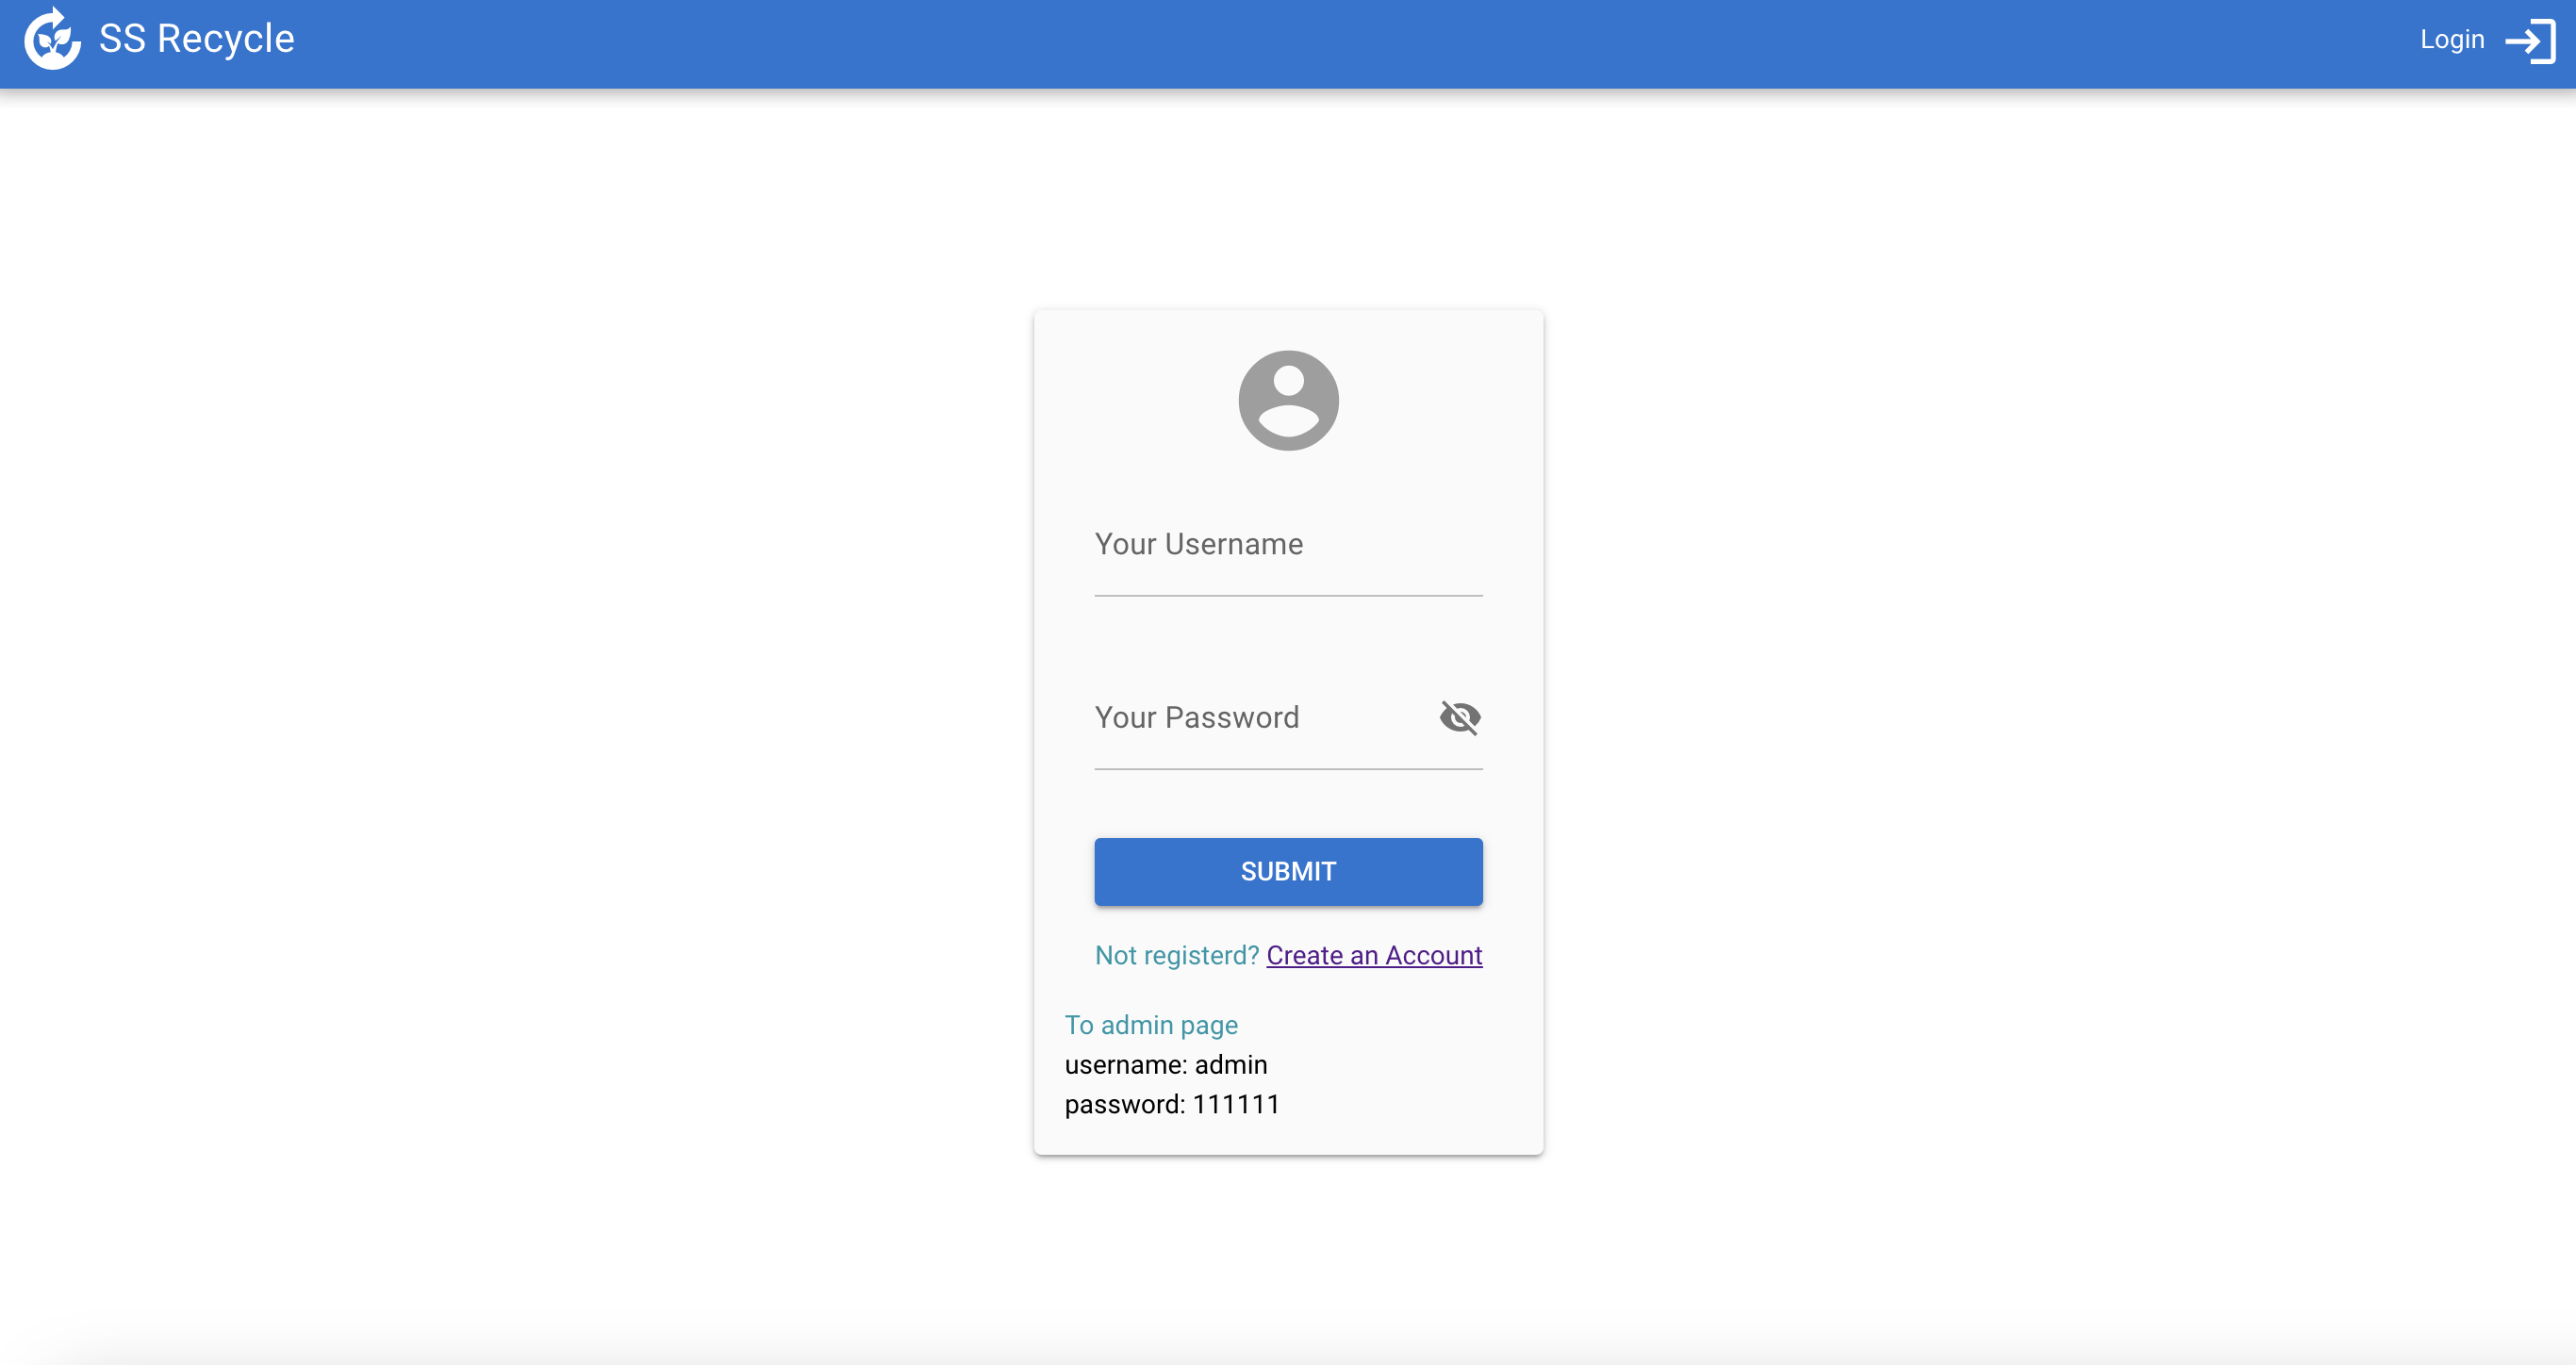 SS Recycle
Login
Your Username
Your Password
SUBMIT
Not registerd? Create an Account
To admin page
username: admin
password: 111111